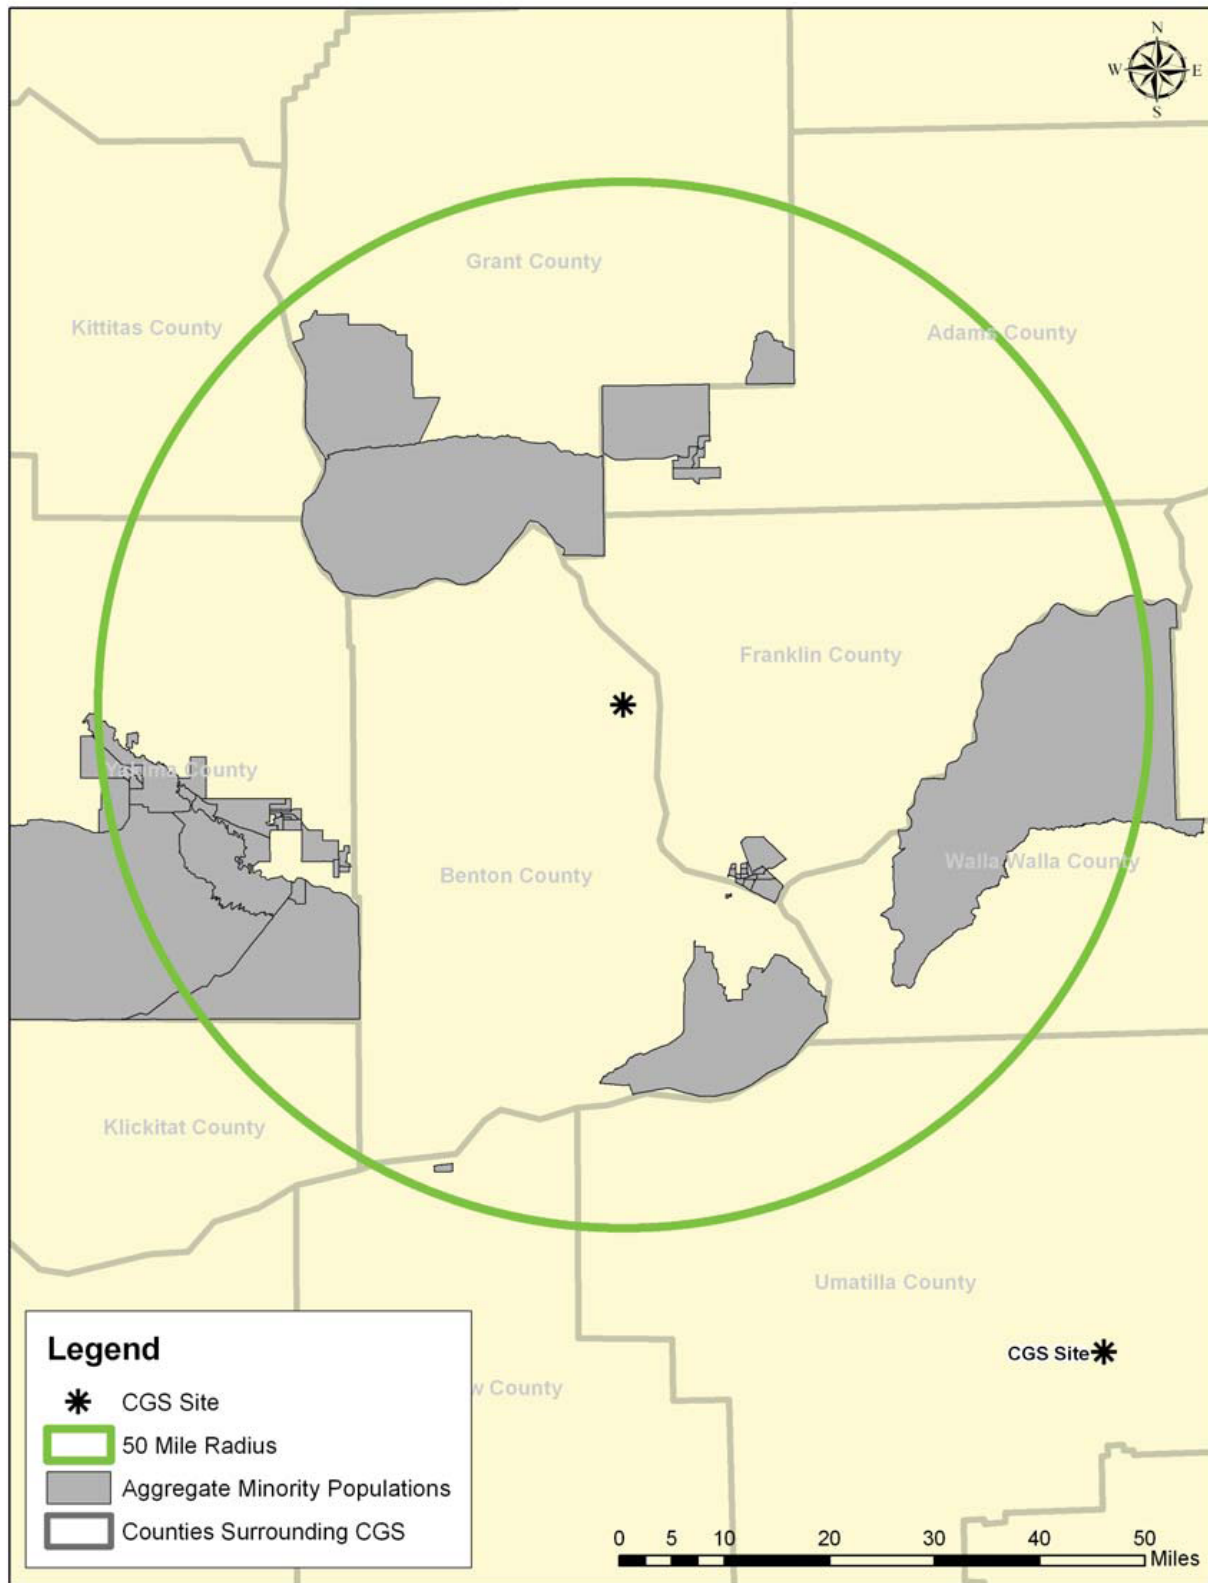 N
W E
S
Grant County
Kittitas County
Adams County
Franklin County
Yakima County
Walla Walla County
Benton County
Klickitat County
Umatilla County
CGS Site
w County
Legend
CGS Site
50 Mile Radius
Aggregate Minority Populations
Counties Surrounding CGS
0 10 20 30 40 50
Miles